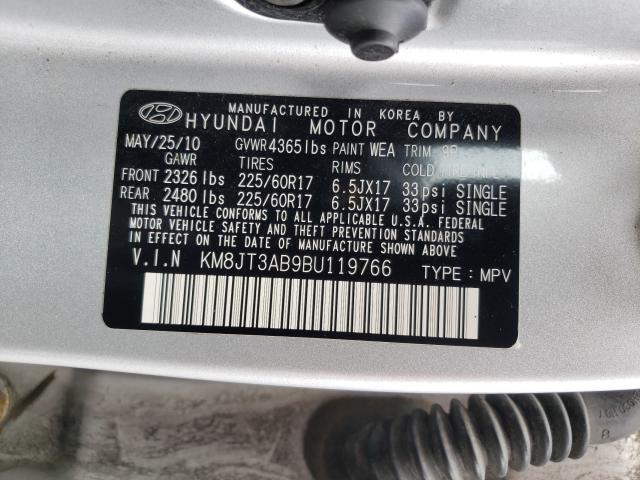 MANUFACTURED IN KOREA BY
HYUNDAI MOTOR COMPANY
MAY/25/10 GVWR 4365 lbs PAINT WEA TRIM
GAWR TIRES RIMS COLD TIRE INF
FRONT 2326 lbs 225/60R17 6.5JX17 33psi SINGLE
REAR 2480 lbs 225/60R17 6.5JX17 33psi SINGLE
THIS VEHICLE CONFORMS TO ALL APPLICABLE U.S.A. FEDERAL
MOTOR VEHICLE SAFETY AND THEFT PREVENTION STANDARDS
IN EFFECT ON THE DATE OF MANUFACTURE SHOWN ABOVE
V.I.N KM8JT3AB9BU119766 TYPE: MPV